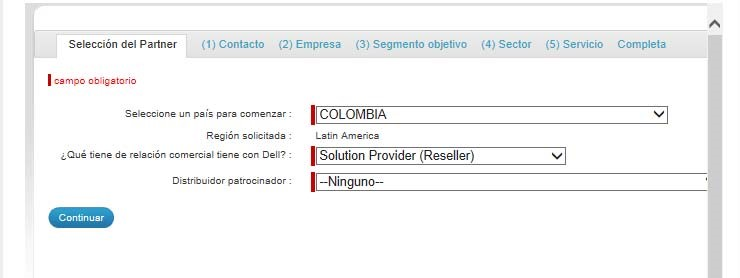 Selección del Partner (1) Contacto (2) Empresa (3) Segmento objetivo (4) Sector (5) Servicio Completa
campo obligatorio
Seleccione un país para comenzar : COLOMBIA
Región solicitada : Latin America
¿Qué tiene de relación comercial tiene con Dell? : Solution Provider (Reseller)
Distribuidor patrocinador : --Ninguno--
Continuar